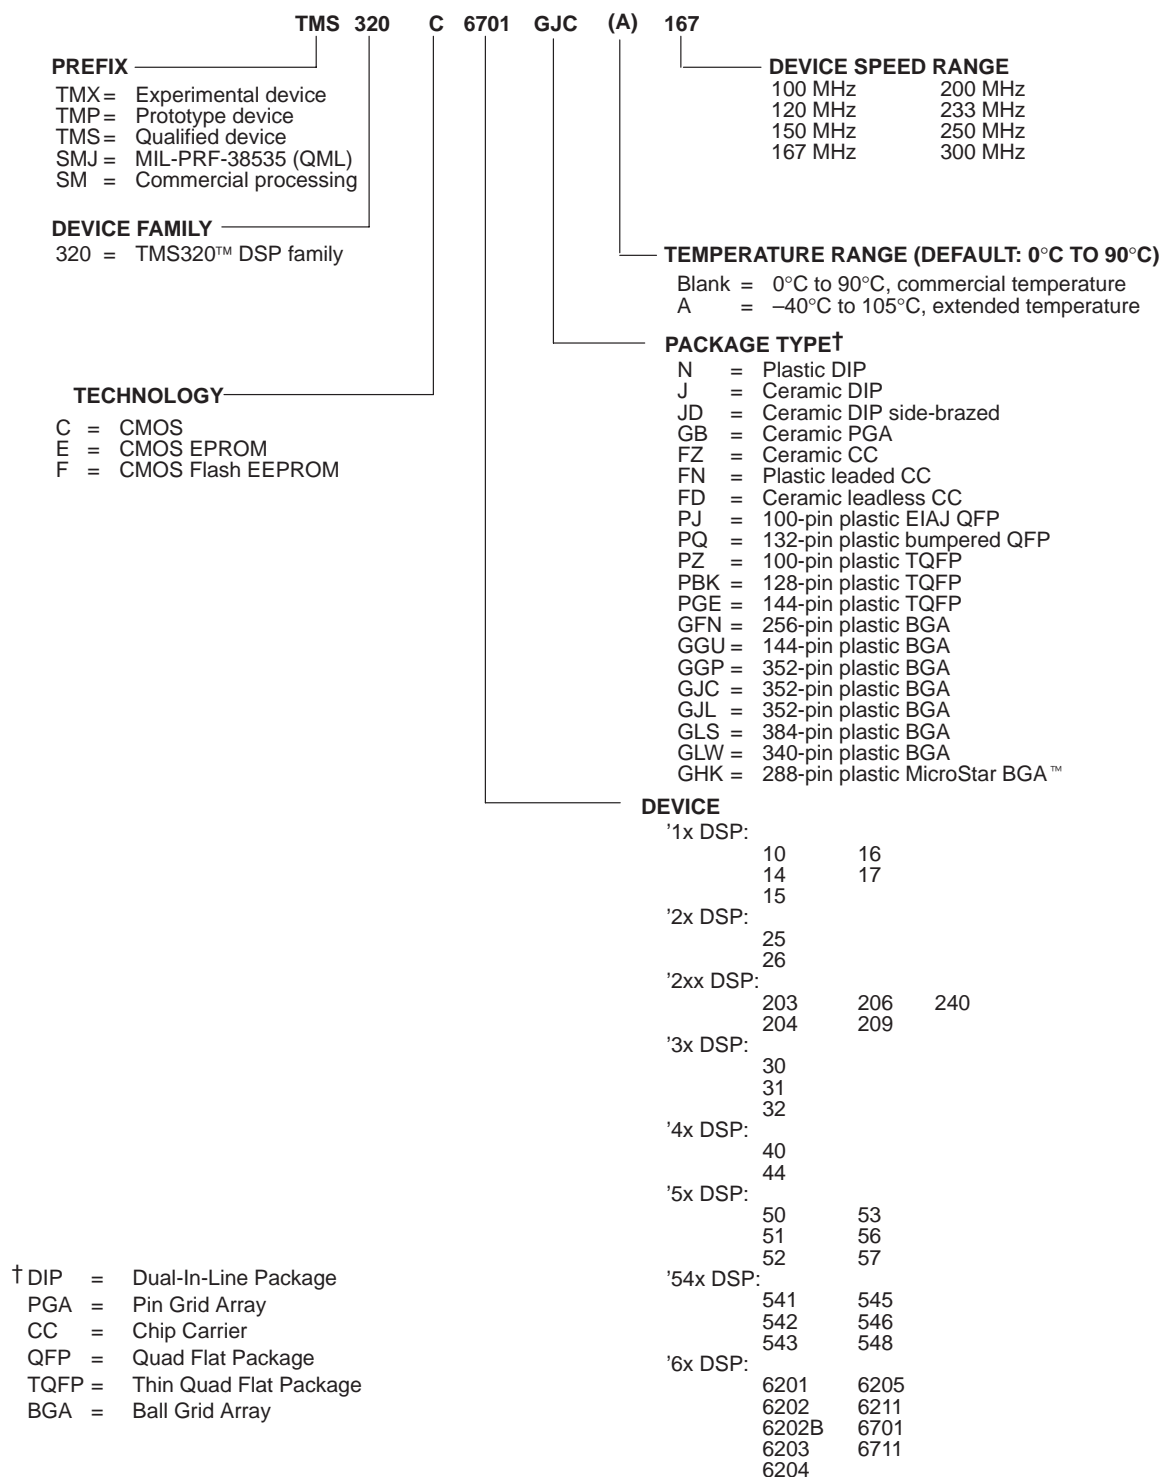 TMS 320 C 6701 GJC (A) 167
PREFIX
TMX = Experimental device
TMP = Prototype device
TMS = Qualified device
SMJ = MIL-PRF-38535 (QML)
SM = Commercial processing
DEVICE SPEED RANGE
100 MHz 200 MHz
120 MHz 233 MHz
150 MHz 250 MHz
167 MHz 300 MHz
DEVICE FAMILY
320 = TMS320™ DSP family
TEMPERATURE RANGE (DEFAULT: 0°C TO 90°C)
Blank = 0°C to 90°C, commercial temperature
A = –40°C to 105°C, extended temperature
PACKAGE TYPE†
N = Plastic DIP
J = Ceramic DIP
JD = Ceramic DIP side-brazed
GB = Ceramic PGA
FZ = Ceramic CC
FN = Plastic leaded CC
FD = Ceramic leadless CC
PJ = 100-pin plastic EIAJ QFP
PQ = 132-pin plastic bumpered QFP
PZ = 100-pin plastic TQFP
PBK = 128-pin plastic TQFP
PGE = 144-pin plastic TQFP
GFN = 256-pin plastic BGA
GGU = 144-pin plastic BGA
GGP = 352-pin plastic BGA
GJC = 352-pin plastic BGA
GJL = 352-pin plastic BGA
GLS = 384-pin plastic BGA
GLW = 340-pin plastic BGA
GHK = 288-pin plastic MicroStar BGA™
TECHNOLOGY
C = CMOS
E = CMOS EPROM
F = CMOS Flash EEPROM
DEVICE
’1x DSP:
10 16
14 17
15
’2x DSP:
25
26
’2xx DSP:
203 206 240
204 209
’3x DSP:
30
31
32
’4x DSP:
40
44
’5x DSP:
50 53
51 56
52 57
’54x DSP:
541 545
542 546
543 548
’6x DSP:
6201 6205
6202 6211
6202B 6701
6203 6711
6204
† DIP = Dual-In-Line Package
PGA = Pin Grid Array
CC = Chip Carrier
QFP = Quad Flat Package
TQFP = Thin Quad Flat Package
BGA = Ball Grid Array